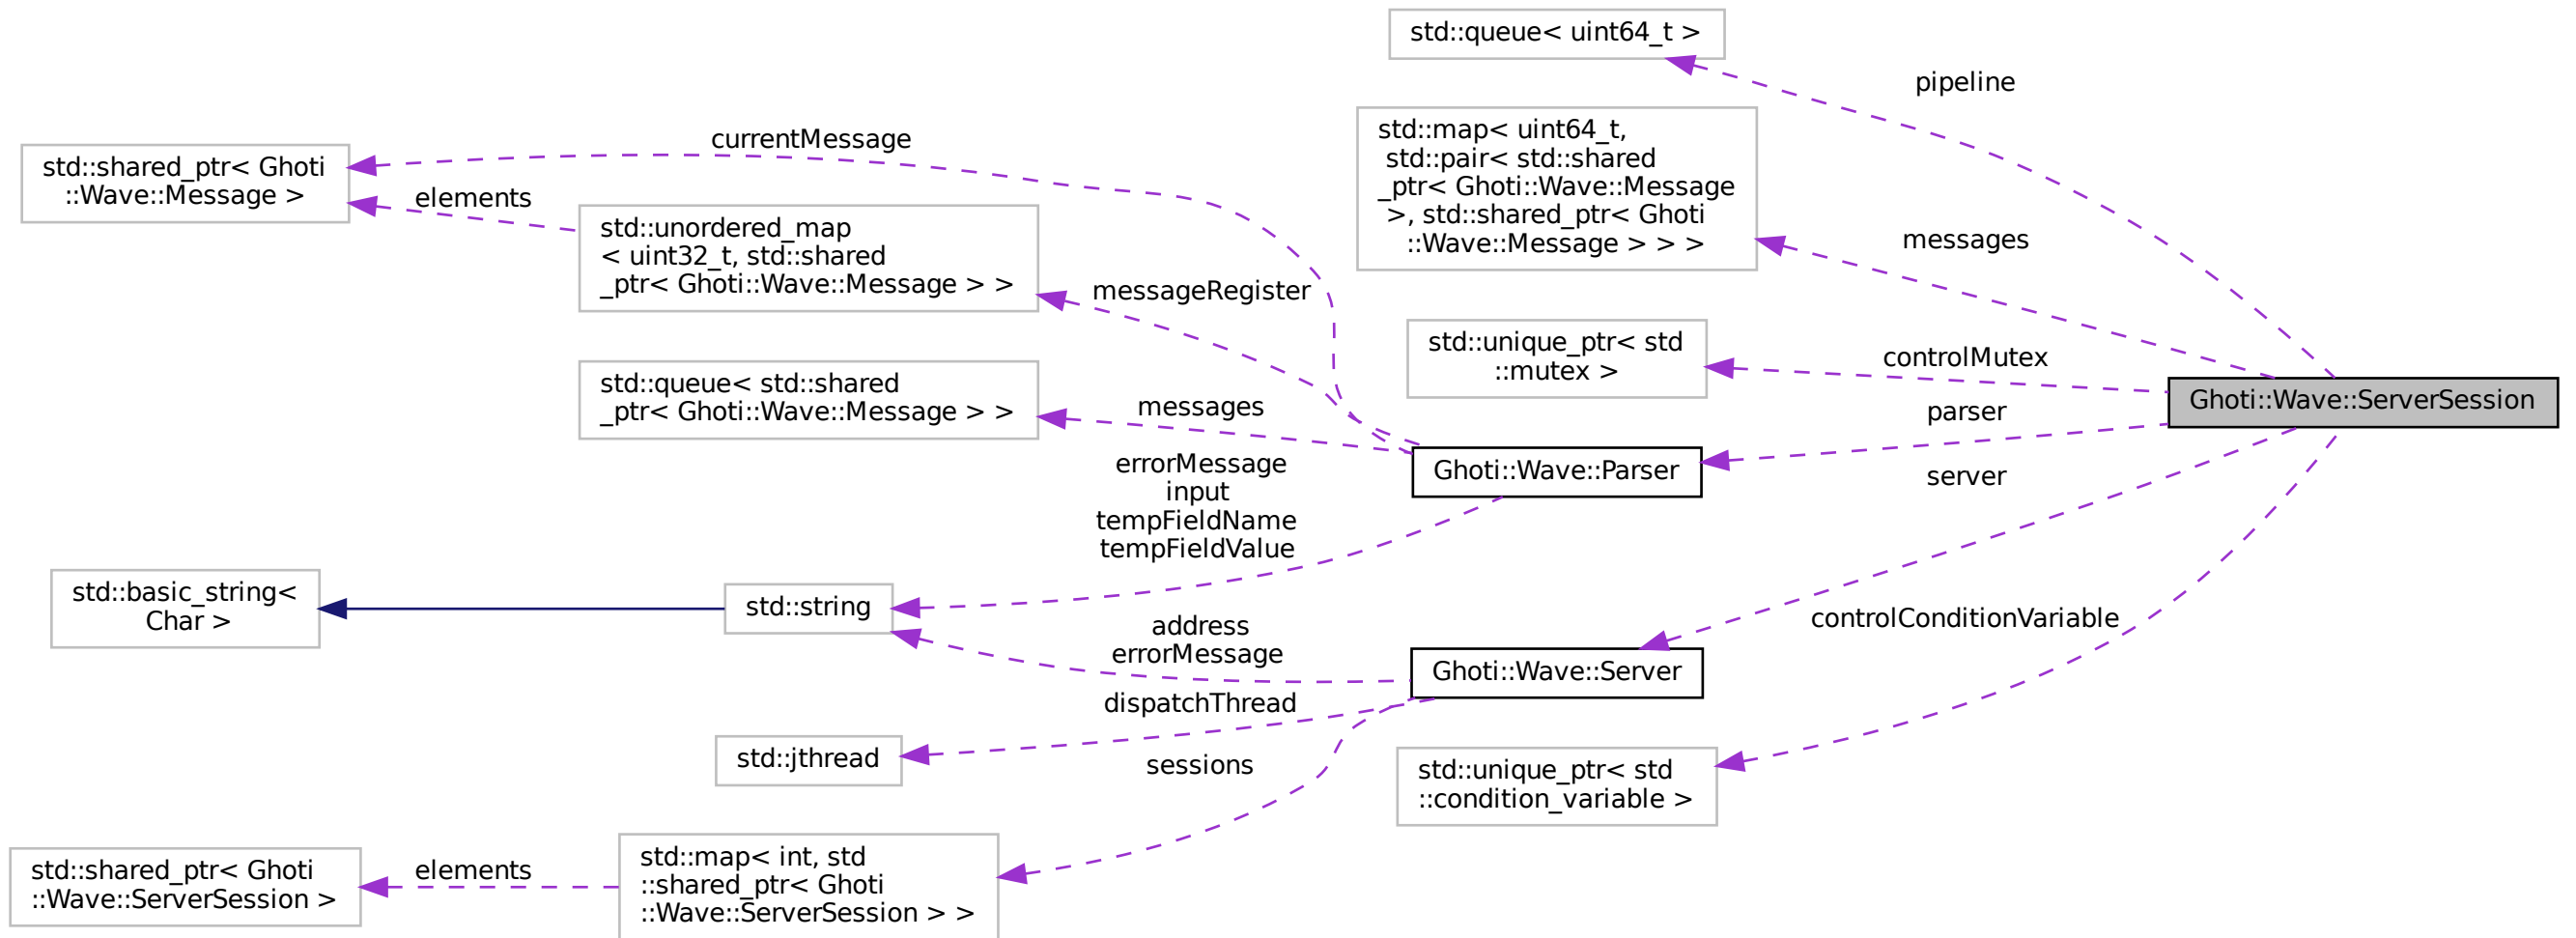 std::queue< uint64_t >
pipeline
std::map< uint64_t,
std::pair< std::shared
_ptr< Ghoti::Wave::Message
>, std::shared_ptr< Ghoti
::Wave::Message > > >
messages
currentMessage
std::shared_ptr< Ghoti
::Wave::Message >
elements
std::unordered_map
< uint32_t, std::shared
_ptr< Ghoti::Wave::Message > >
messageRegister
std::unique_ptr< std
::mutex >
controlMutex
Ghoti::Wave::ServerSession
std::queue< std::shared
_ptr< Ghoti::Wave::Message > >
messages
parser
Ghoti::Wave::Parser
server
errorMessage
input
tempFieldName
tempFieldValue
std::basic_string<
Char >
std::string
address
errorMessage
controlConditionVariable
Ghoti::Wave::Server
dispatchThread
std::jthread
sessions
std::unique_ptr< std
::condition_variable >
std::shared_ptr< Ghoti
::Wave::ServerSession >
elements
std::map< int, std
::shared_ptr< Ghoti
::Wave::ServerSession > >